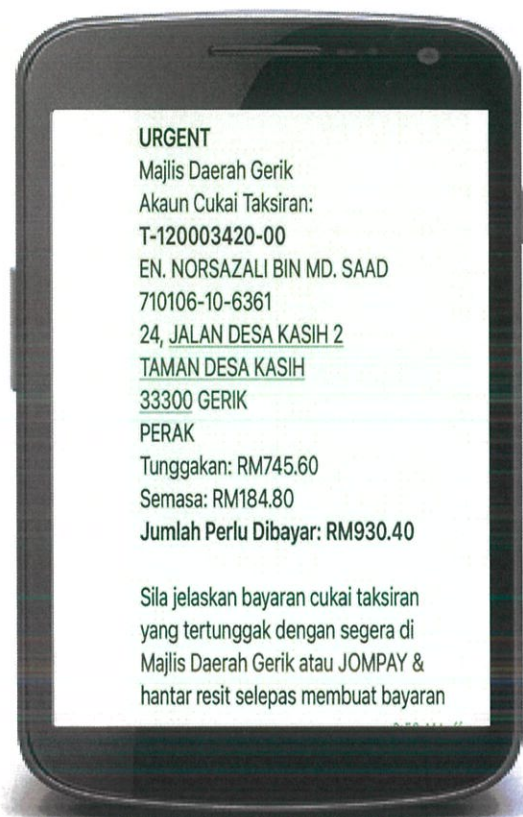 URGENT
Majlis Daerah Gerik
Akaun Cukai Taksiran:
T-120003420-00
EN. NORSAZALI BIN MD. SAAD
710106-10-6361
24, JALAN DESA KASIH 2
TAMAN DESA KASIH
33300 GERIK
PERAK
Tunggakan: RM745.60
Semasa: RM184.80
Jumlah Perlu Dibayar: RM930.40
Sila jelaskan bayaran cukai taksiran
yang tertunggak dengan segera di
Majlis Daerah Gerik atau JOMPAY &
hantar resit selepas membuat bayaran